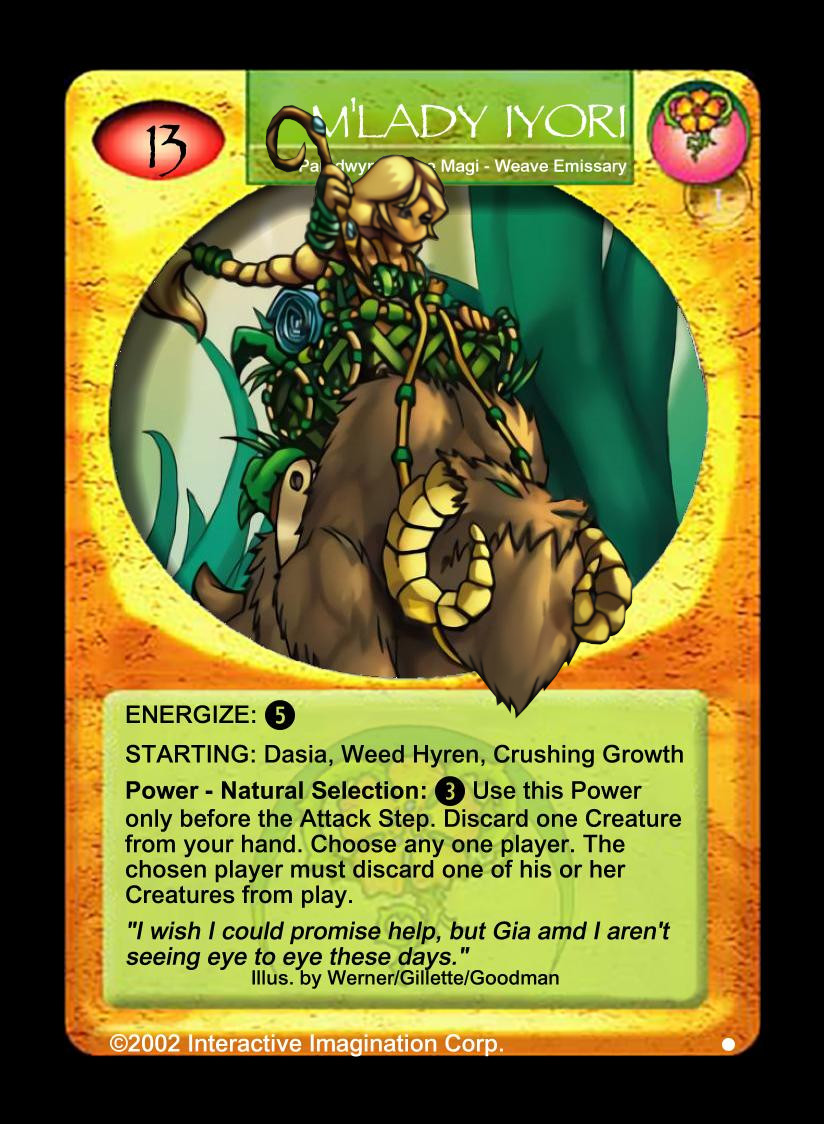 13
M'LADY IYORI
Magi - Weave Emissary
1
ENERGIZE: 5
STARTING: Dasia, Weed Hyren, Crushing Growth
Power - Natural Selection: 3 Use this Power
only before the Attack Step. Discard one Creature
from your hand. Choose any one player. The
chosen player must discard one of his or her
Creatures from play.
"I wish I could promise help, but Gia amd I aren't
seeing eye to eye these days."
Illus. by Werner/Gillette/Goodman
©2002 Interactive Imagination Corp.